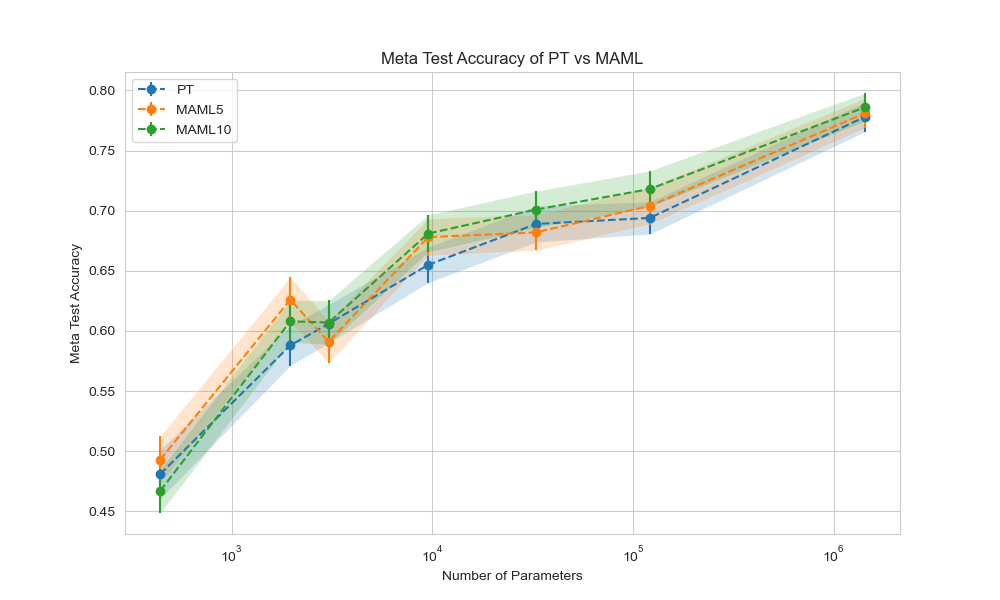 Meta Test Accuracy of PT vs MAML
PT
MAML5
MAML10
0.80
0.75
0.70
0.65
0.60
0.55
0.50
0.45
Meta Test Accuracy
10³
10⁴
10⁵
10⁶
Number of Parameters